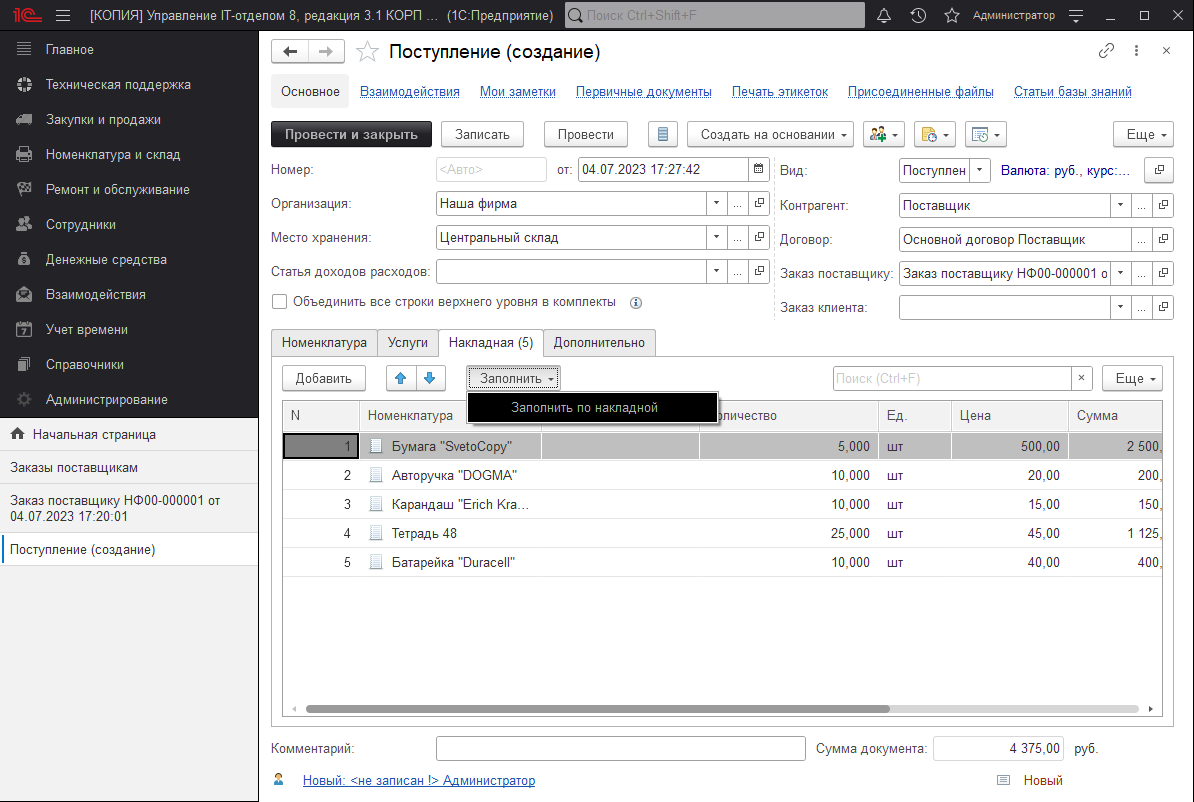 [КОПИЯ] Управление IT-отделом 8, редакция 3.1 КОРП ... (1С:Предприятие)
Поиск Ctrl+Shift+F
Администратор
Главное
Техническая поддержка
Закупки и продажи
Номенклатура и склад
Ремонт и обслуживание
Сотрудники
Денежные средства
Взаимодействия
Учет времени
Справочники
Администрирование
Начальная страница
Заказы поставщикам
Заказ поставщику НФ00-000001 от
04.07.2023 17:20:01
Поступление (создание)
Поступление (создание)
Основное Взаимодействия Мои заметки Первичные документы Печать этикеток Присоединенные файлы Статьи базы знаний
Провести и закрыть Записать Провести Создать на основании Еще
Номер: <Авто> от: 04.07.2023 17:27:42 Вид: Поступлен Валюта: руб., курс:...
Организация: Наша фирма Контрагент: Поставщик
Место хранения: Центральный склад Договор: Основной договор Поставщик
Статья доходов расходов: Заказ поставщику: Заказ поставщику НФ00-000001 о
Объединить все строки верхнего уровня в комплекты Заказ клиента:
Номенклатура Услуги Накладная (5) Дополнительно
Добавить Заполнить Поиск (Ctrl+F) × Еще
Заполнить по накладной
N Номенклатура оличество Ед. Цена Сумма
1 Бумага "SvetoCopy" 5,000 шт 500,00 2 500,
2 Авторучка "DOGMA" 10,000 шт 20,00 200,
3 Карандаш "Erich Kra... 10,000 шт 15,00 150,
4 Тетрадь 48 25,000 шт 45,00 1 125,
5 Батарейка "Duracell" 10,000 шт 40,00 400,
Комментарий: Сумма документа: 4 375,00 руб.
Новый: <не записан !> Администратор Новый